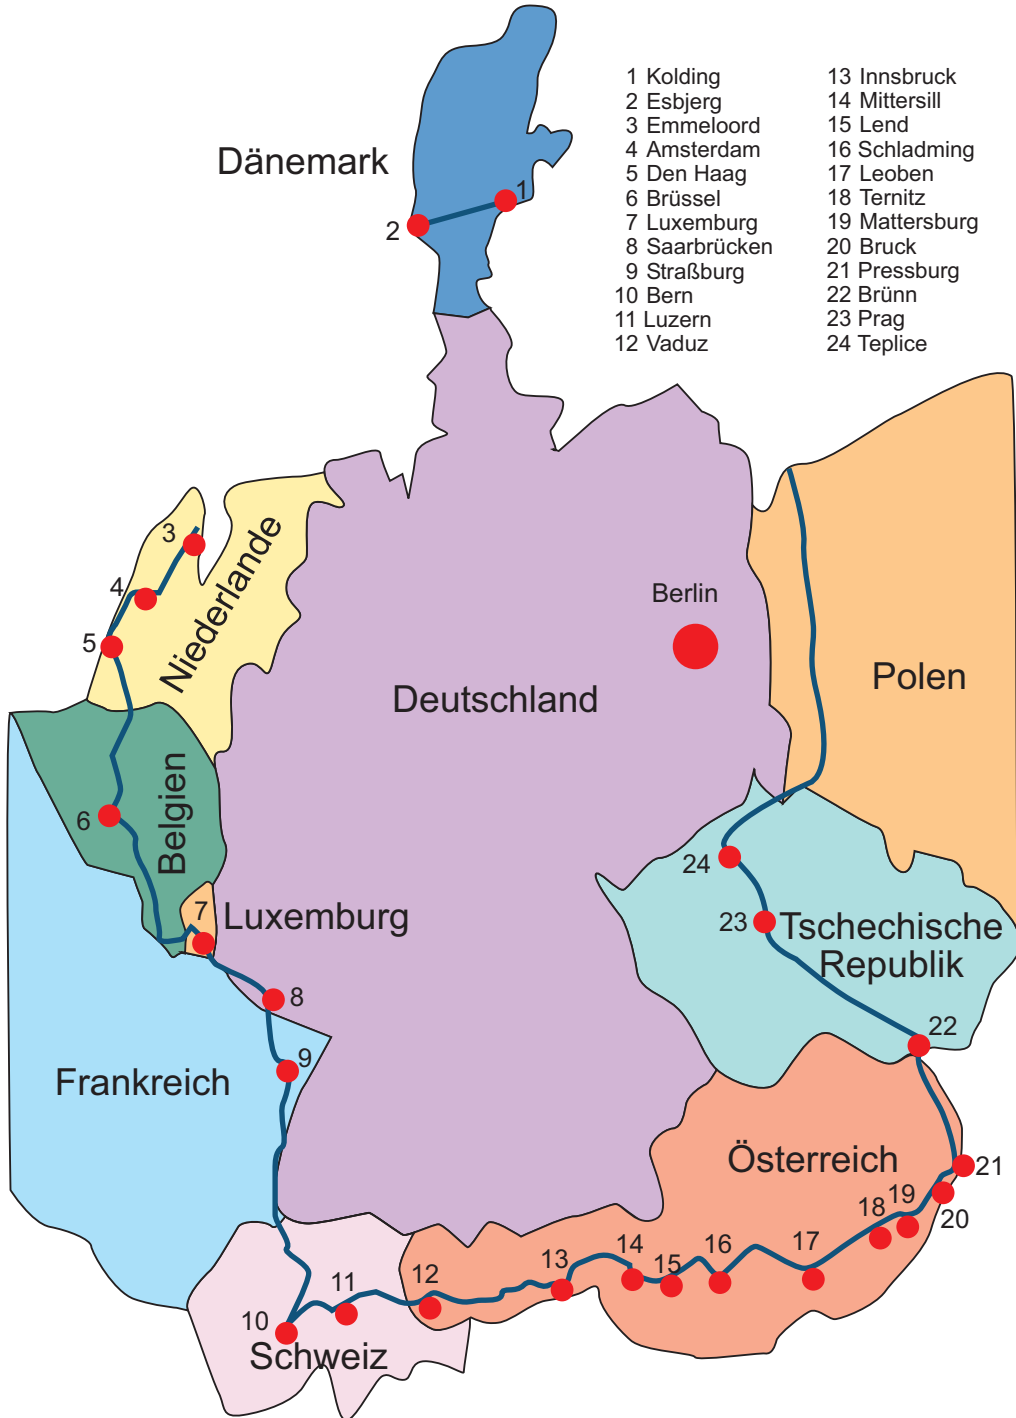 1 Kolding
2 Esbjerg
3 Emmeloord
4 Amsterdam
5 Den Haag
6 Brüssel
7 Luxemburg
8 Saarbrücken
9 Straßburg
10 Bern
11 Luzern
12 Vaduz
13 Innsbruck
14 Mittersill
15 Lend
16 Schladming
17 Leoben
18 Ternitz
19 Mattersburg
20 Bruck
21 Pressburg
22 Brünn
23 Prag
24 Teplice
Dänemark
1
2
3
Niederlande
4
5
Berlin
Deutschland
Polen
Belgien
6
24
7
Luxemburg
23
Tschechische
Republik
8
22
9
Frankreich
Österreich
21
19
20
18
17
16
15
14
13
12
11
10
Schweiz